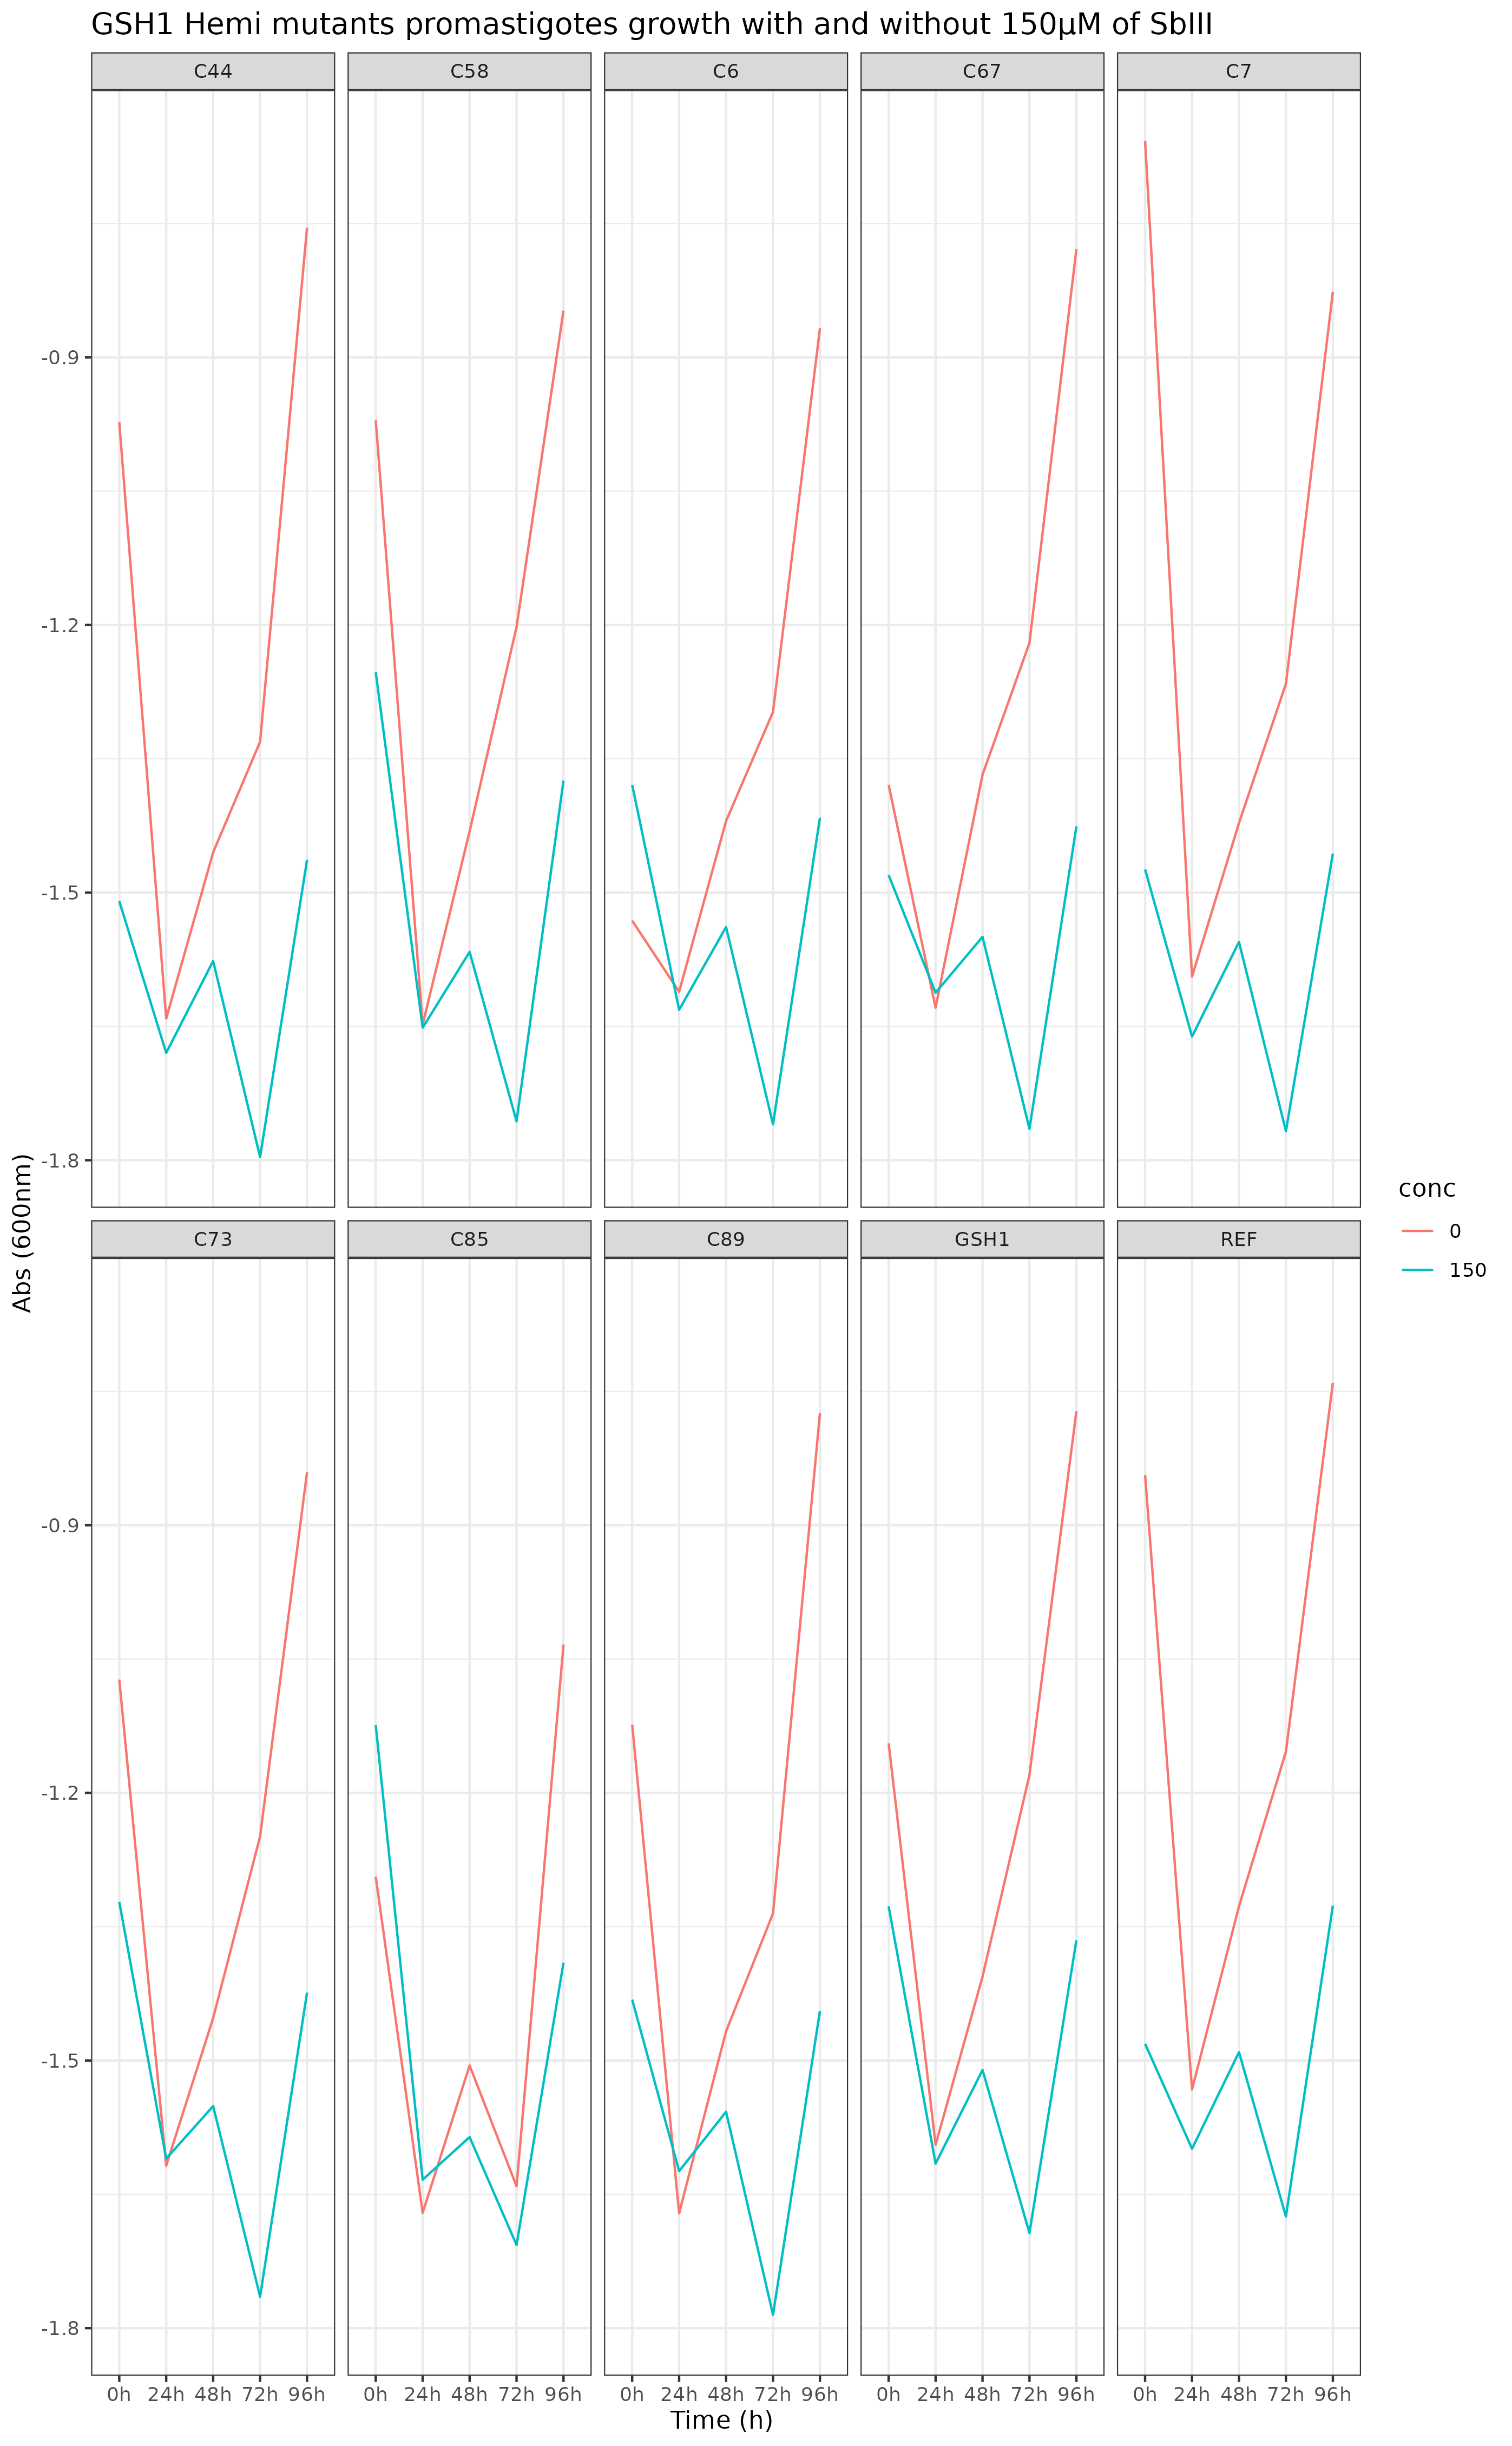 GSH1 Hemi mutants promastigotes growth with and without 150µM of SbIII
C44 C58 C6 C67 C7
-0.9
-1.2
-1.5
-1.8
Abs (600nm)
conc
0
150
C73 C85 C89 GSH1 REF
-0.9
-1.2
-1.5
-1.8
0h 24h 48h 72h 96h 0h 24h 48h 72h 96h 0h 24h 48h 72h 96h 0h 24h 48h 72h 96h 0h 24h 48h 72h 96h
Time (h)